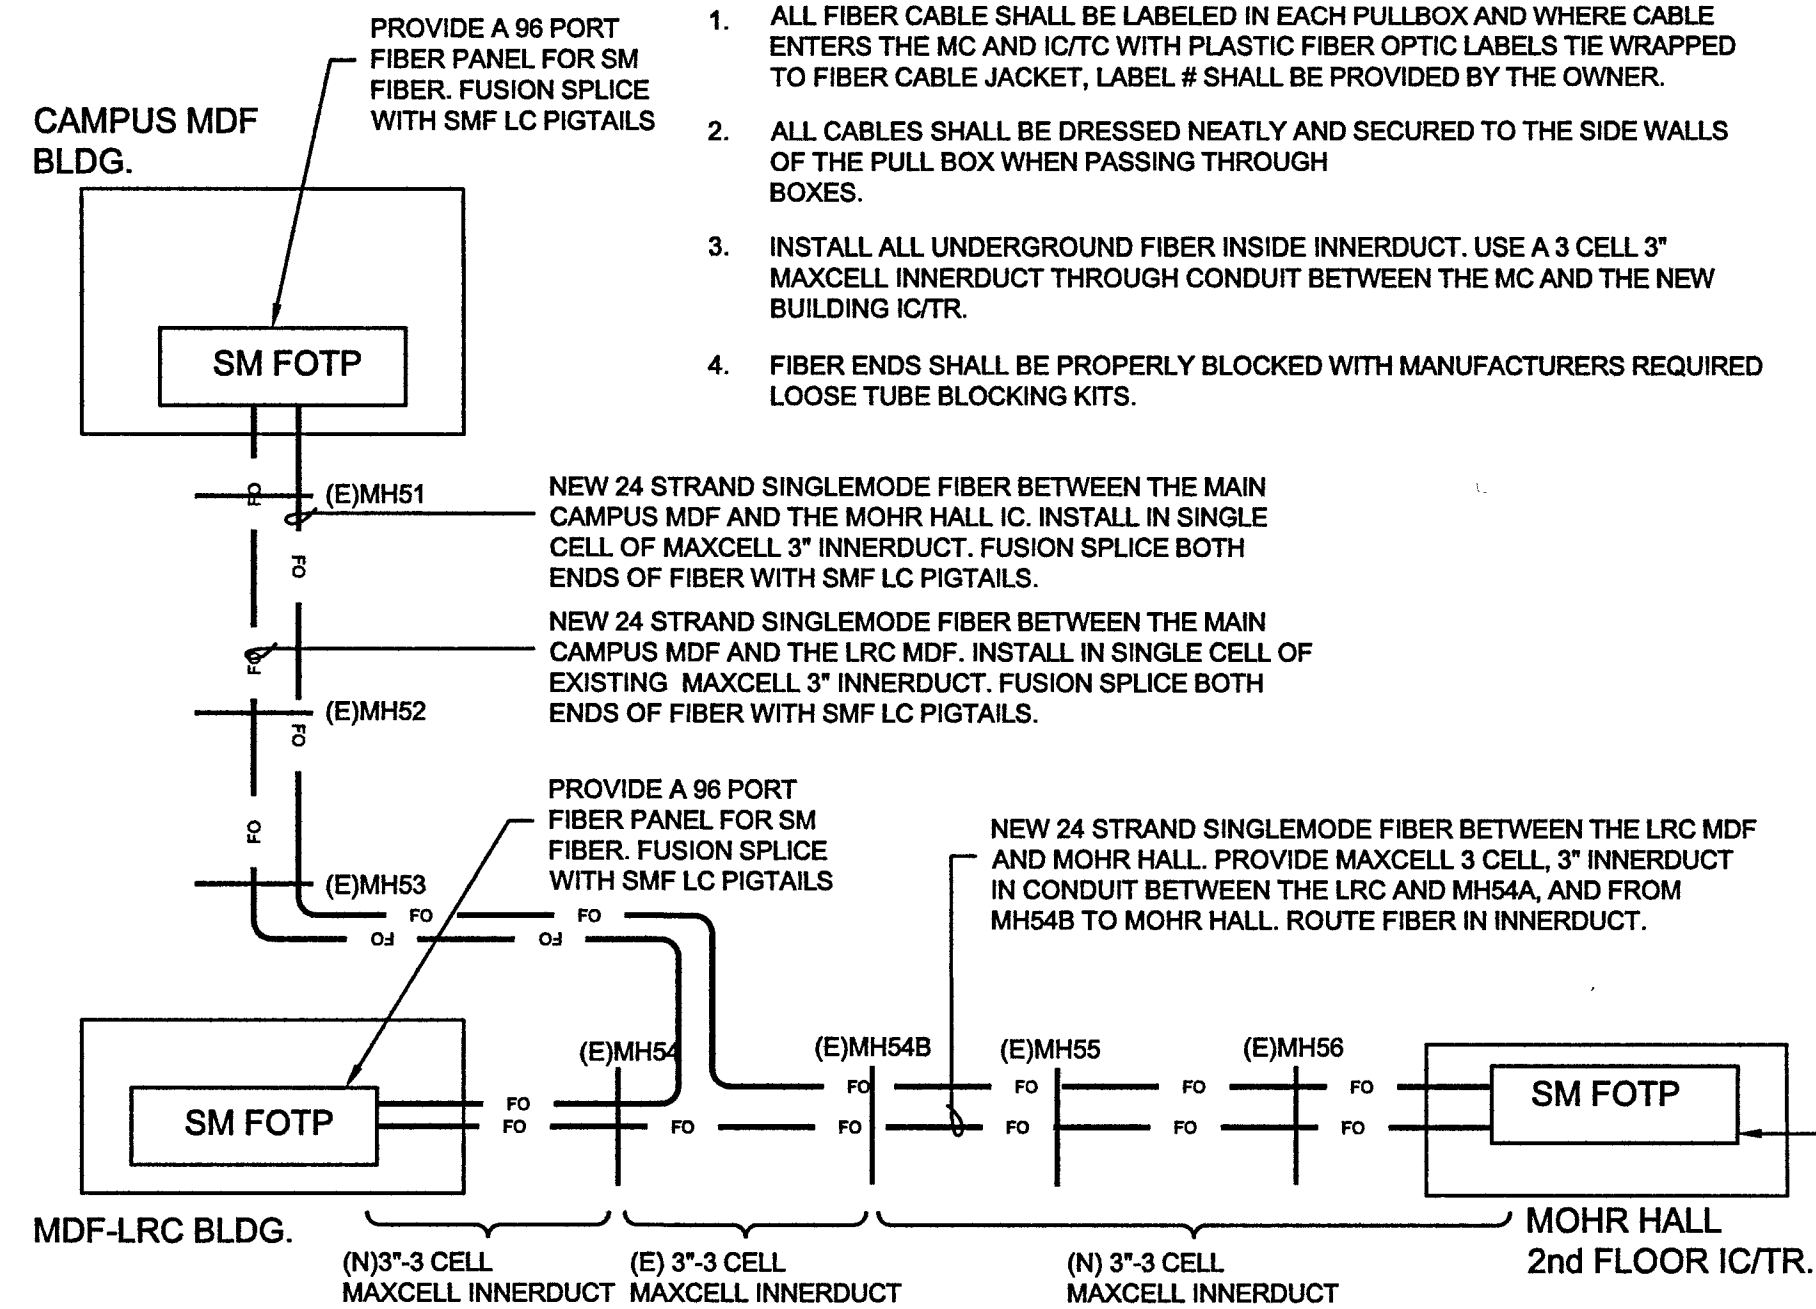 PROVIDE A 96 PORT
FIBER PANEL FOR SM
FIBER. FUSION SPLICE
WITH SMF LC PIGTAILS
CAMPUS MDF
BLDG.
SM FOTP
1. ALL FIBER CABLE SHALL BE LABELED IN EACH PULLBOX AND WHERE CABLE
ENTERS THE MC AND IC/TC WITH PLASTIC FIBER OPTIC LABELS TIE WRAPPED
TO FIBER CABLE JACKET, LABEL # SHALL BE PROVIDED BY THE OWNER.
2. ALL CABLES SHALL BE DRESSED NEATLY AND SECURED TO THE SIDE WALLS
OF THE PULL BOX WHEN PASSING THROUGH
BOXES.
3. INSTALL ALL UNDERGROUND FIBER INSIDE INNERDUCT. USE A 3 CELL 3"
MAXCELL INNERDUCT THROUGH CONDUIT BETWEEN THE MC AND THE NEW
BUILDING IC/TR.
4. FIBER ENDS SHALL BE PROPERLY BLOCKED WITH MANUFACTURERS REQUIRED
LOOSE TUBE BLOCKING KITS.
FO
(E)MH51
NEW 24 STRAND SINGLEMODE FIBER BETWEEN THE MAIN
CAMPUS MDF AND THE MOHR HALL IC. INSTALL IN SINGLE
CELL OF MAXCELL 3" INNERDUCT. FUSION SPLICE BOTH
ENDS OF FIBER WITH SMF LC PIGTAILS.
FO
NEW 24 STRAND SINGLEMODE FIBER BETWEEN THE MAIN
CAMPUS MDF AND THE LRC MDF. INSTALL IN SINGLE CELL OF
EXISTING MAXCELL 3" INNERDUCT. FUSION SPLICE BOTH
ENDS OF FIBER WITH SMF LC PIGTAILS.
FO
(E)MH52
FO
PROVIDE A 96 PORT
FIBER PANEL FOR SM
FIBER. FUSION SPLICE
WITH SMF LC PIGTAILS
FO
(E)MH53
NEW 24 STRAND SINGLEMODE FIBER BETWEEN THE LRC MDF
AND MOHR HALL. PROVIDE MAXCELL 3 CELL, 3" INNERDUCT
IN CONDUIT BETWEEN THE LRC AND MH54A, AND FROM
MH54B TO MOHR HALL. ROUTE FIBER IN INNERDUCT.
FO FO
FO FO
(E)MH54 (E)MH54B (E)MH55 (E)MH56
FO FO FO FO
SM FOTP
FO
SM FOTP
FO FO FO FO FO FO
MDF-LRC BLDG.
MOHR HALL
2nd FLOOR IC/TR.
(N)3"-3 CELL
MAXCELL INNERDUCT
(E) 3"-3 CELL
MAXCELL INNERDUCT
(N) 3"-3 CELL
MAXCELL INNERDUCT